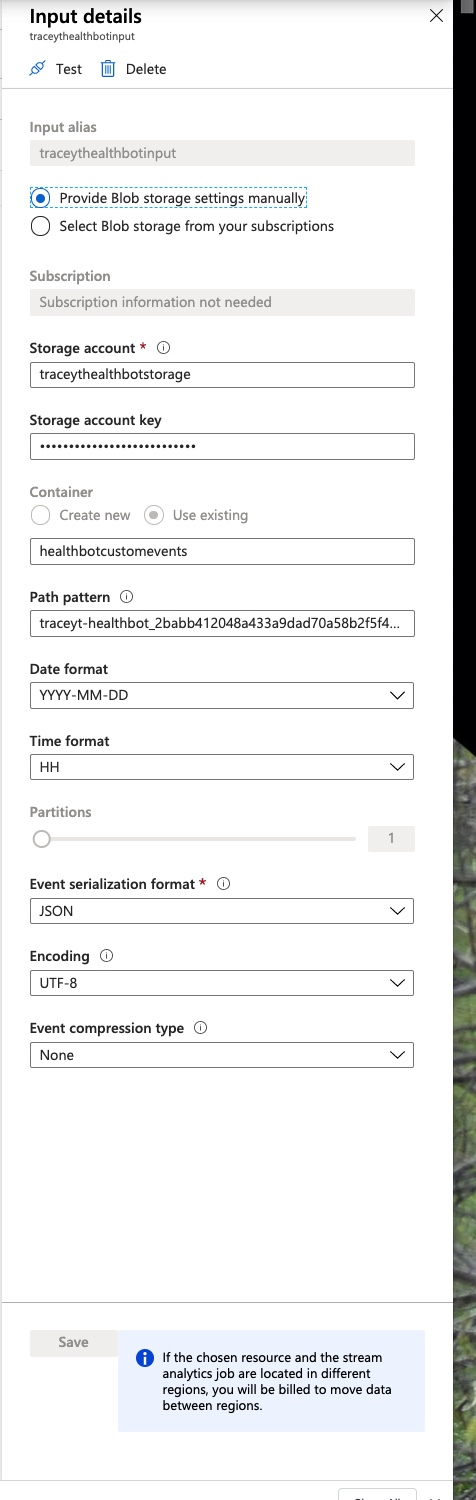 Input details
traceythealthbotinput
Test Delete
Input alias
traceythealthbotinput
Provide Blob storage settings manually
Select Blob storage from your subscriptions
Subscription
Subscription information not needed
Storage account *
traceythealthbotstorage
Storage account key
••••••••••••••••••••••••••••
Container
Create new Use existing
healthbotcustomevents
Path pattern
traceyt-healthbot_2babb412048a433a9dad70a58b2f5f4...
Date format
YYYY-MM-DD
Time format
HH
Partitions
1
Event serialization format *
JSON
Encoding
UTF-8
Event compression type
None
Save
If the chosen resource and the stream
analytics job are located in different
regions, you will be billed to move data
between regions.